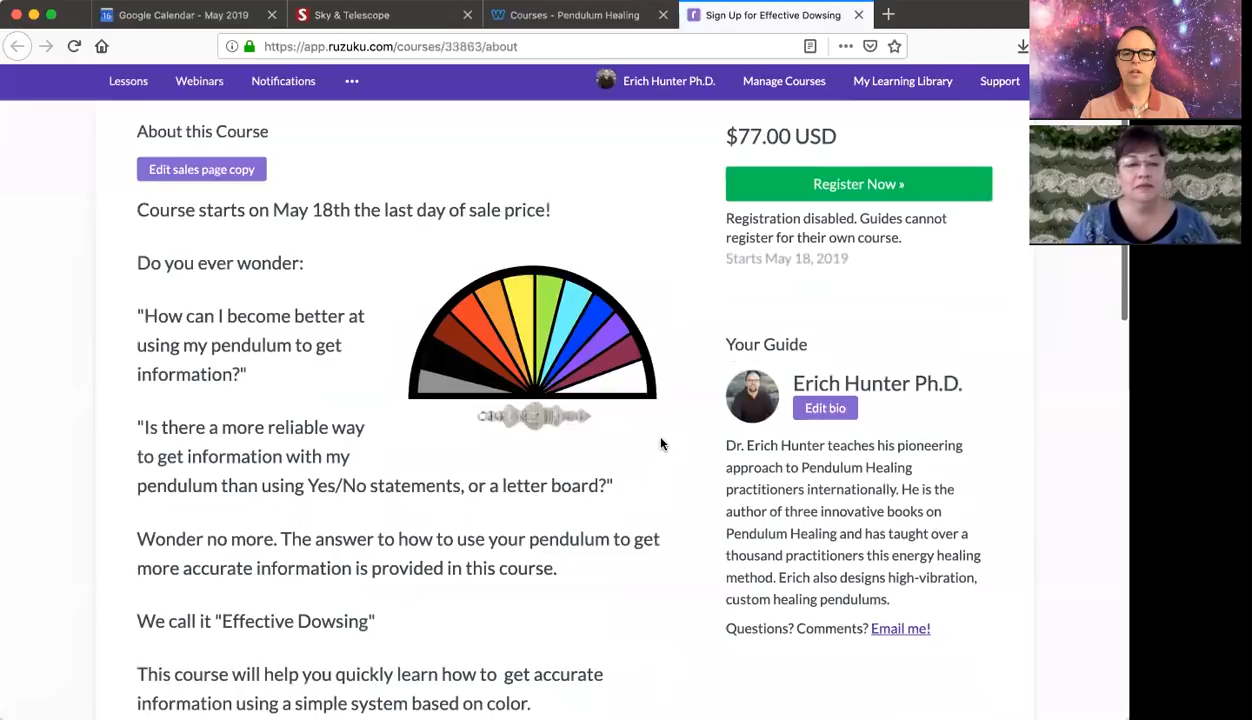 Google Calendar - May 2019
Sky & Telescope
Courses - Pendulum Healing
Sign Up for Effective Dowsing
https://app.ruzuku.com/courses/33863/about
Lessons
Webinars
Notifications
Erich Hunter Ph.D.
Manage Courses
My Learning Library
Support
About this Course
Edit sales page copy
Course starts on May 18th the last day of sale price!
Do you ever wonder:
"How can I become better at
using my pendulum to get
information?"
"Is there a more reliable way
to get information with my
pendulum than using Yes/No statements, or a letter board?"
Wonder no more. The answer to how to use your pendulum to get
more accurate information is provided in this course.
We call it "Effective Dowsing"
This course will help you quickly learn how to get accurate
information using a simple system based on color.
$77.00 USD
Register Now »
Registration disabled. Guides cannot
register for their own course.
Starts May 18, 2019
Your Guide
Erich Hunter Ph.D.
Edit bio
Dr. Erich Hunter teaches his pioneering
approach to Pendulum Healing
practitioners internationally. He is the
author of three innovative books on
Pendulum Healing and has taught over a
thousand practitioners this energy healing
method. Erich also designs high-vibration,
custom healing pendulums.
Questions? Comments? Email me!